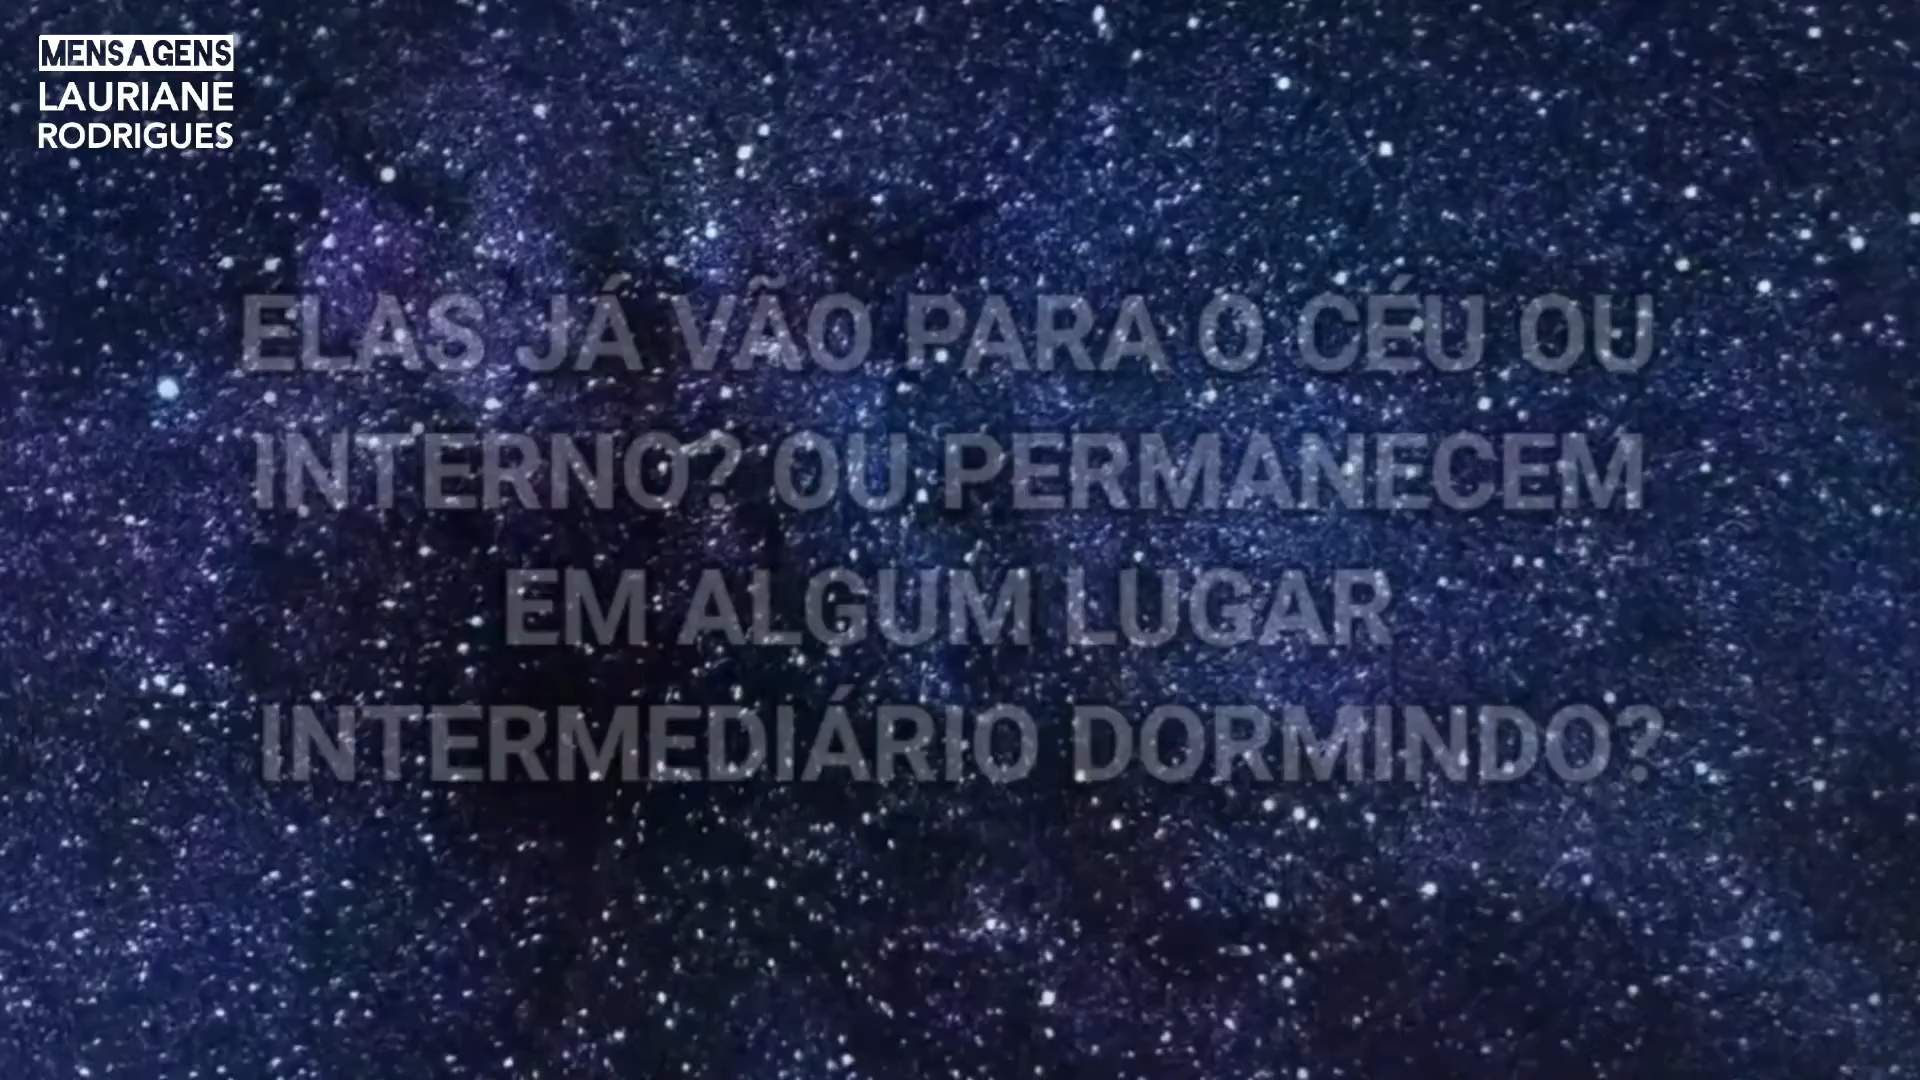 MENSAGENS
LAURIANE
RODRIGUES
ELAS JÁ VÃO PARA O CÉU OU
INTERNO? OU PERMANECEM
EM ALGUM LUGAR
INTERMEDIÁRIO DORMINDO?